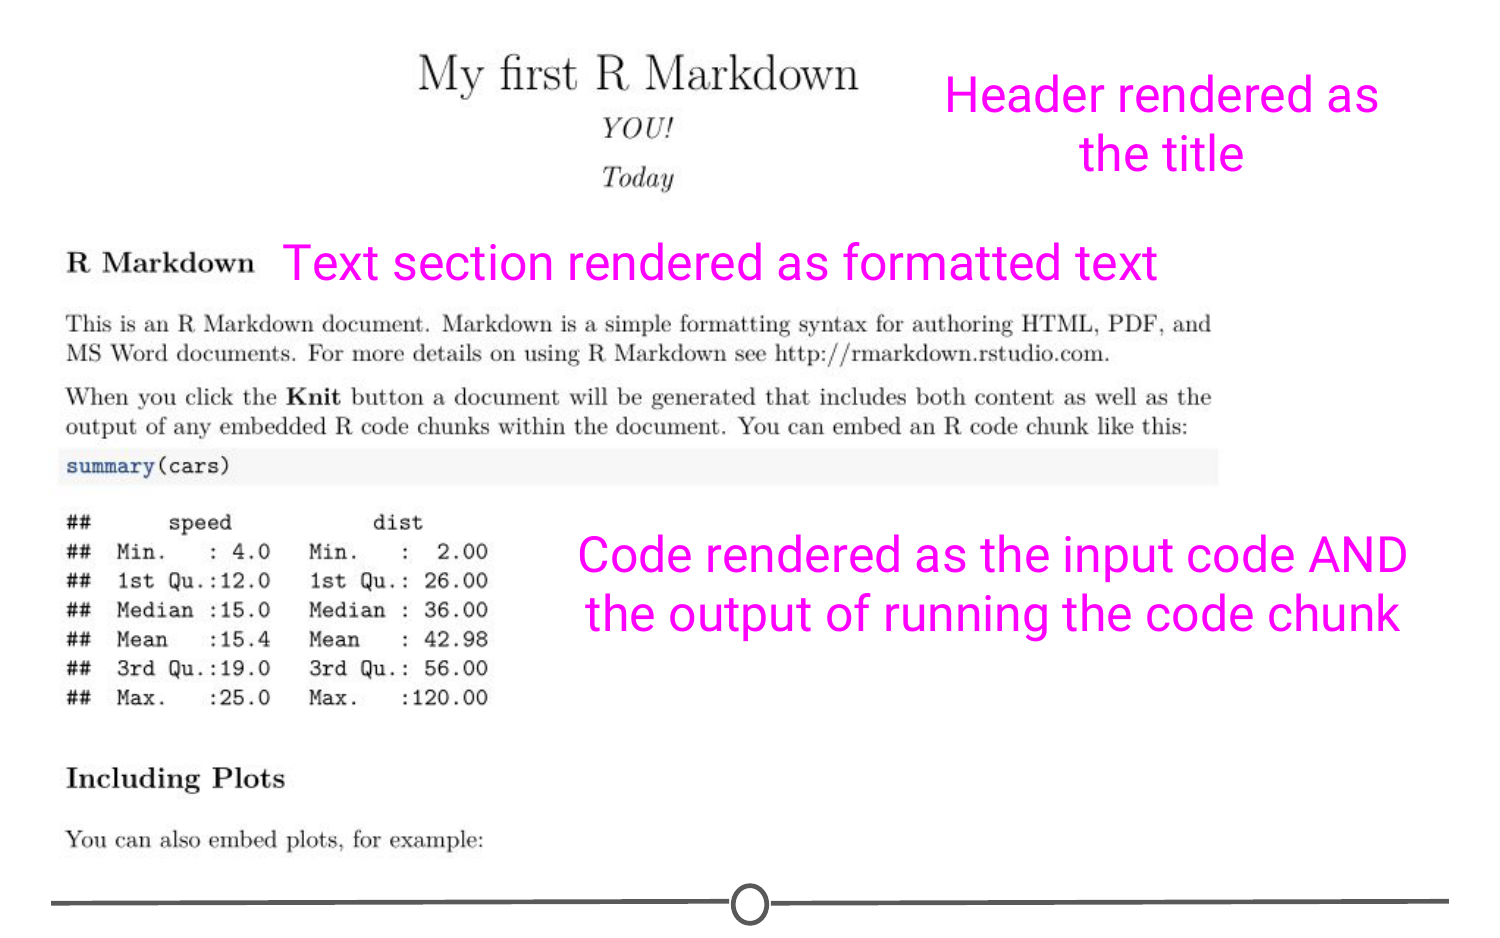 My first R Markdown
YOU!
Today
Header rendered as
the title
R Markdown
Text section rendered as formatted text
This is an R Markdown document. Markdown is a simple formatting syntax for authoring HTML, PDF, and
MS Word documents. For more details on using R Markdown see http://rmarkdown.rstudio.com.
When you click the Knit button a document will be generated that includes both content as well as the
output of any embedded R code chunks within the document. You can embed an R code chunk like this:
summary(cars)
##      speed           dist
##  Min.   : 4.0   Min.   :  2.00
##  1st Qu.:12.0   1st Qu.: 26.00
##  Median :15.0   Median : 36.00
##  Mean   :15.4   Mean   : 42.98
##  3rd Qu.:19.0   3rd Qu.: 56.00
##  Max.   :25.0   Max.   :120.00
Code rendered as the input code AND
the output of running the code chunk
Including Plots
You can also embed plots, for example: